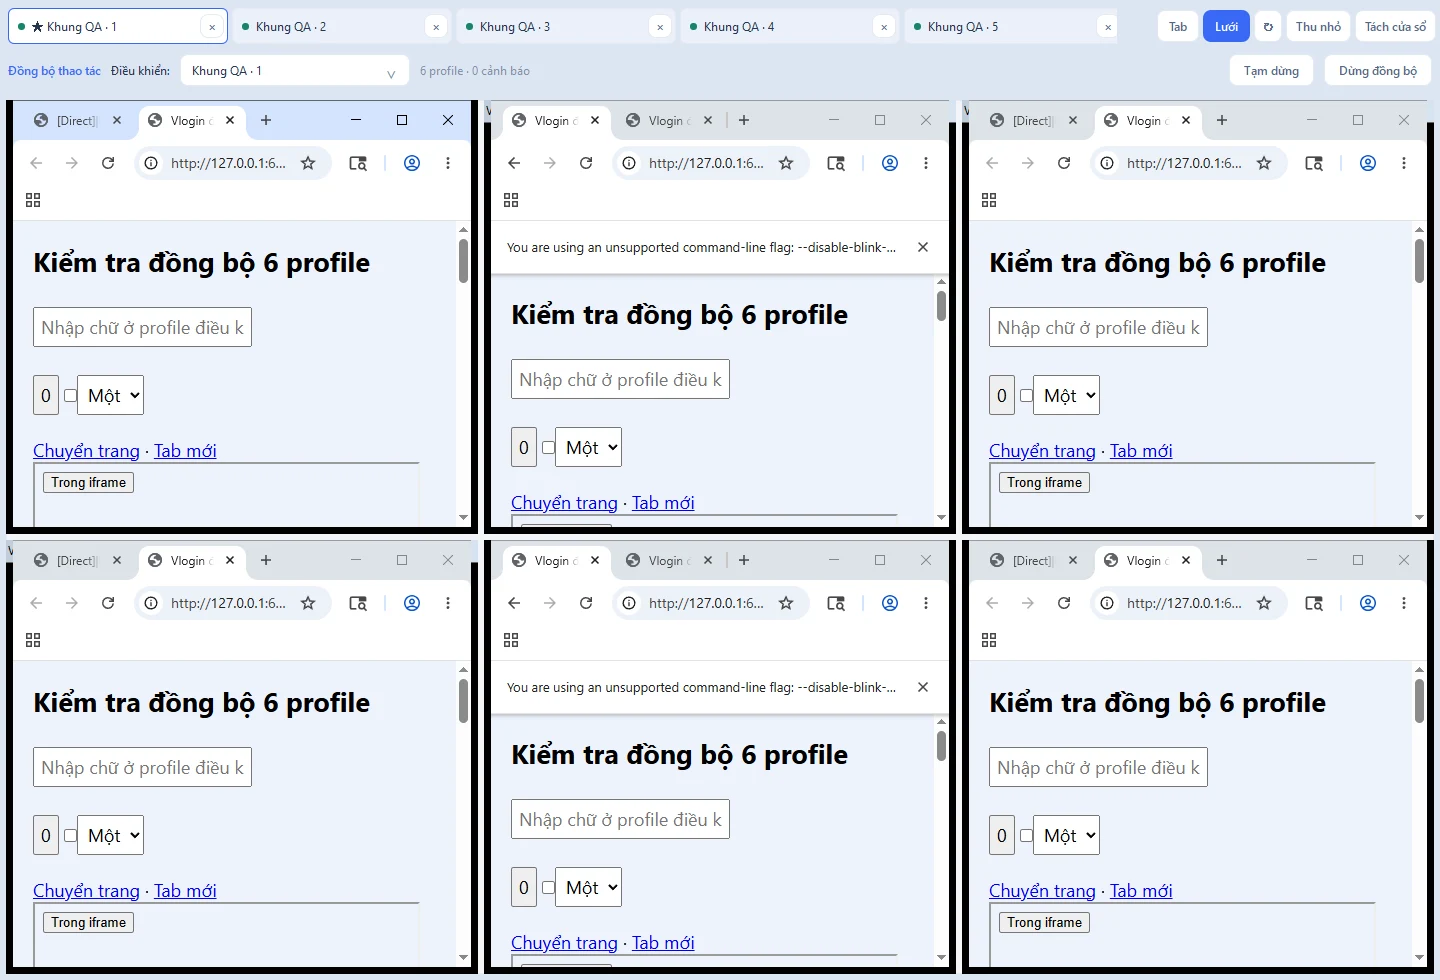 ★ Khung QA · 1 × Khung QA · 2 × Khung QA · 3 × Khung QA · 4 × Khung QA · 5 × Tab Lưới ↻ Thu nhỏ Tách cửa sổ
Đồng bộ thao tác Điều khiển: Khung QA · 1 6 profile · 0 cảnh báo Tạm dừng Dừng đồng bộ
[Direct] Vlogin
http://127.0.0.1:6...
Kiểm tra đồng bộ 6 profile
Nhập chữ ở profile điều k
0 Một
Chuyển trang · Tab mới
Trong iframe
Vlogin Vlogin
http://127.0.0.1:6...
You are using an unsupported command-line flag: --disable-blink-...
Kiểm tra đồng bộ 6 profile
Nhập chữ ở profile điều k
0 Một
Chuyển trang · Tab mới
[Direct] Vlogin
http://127.0.0.1:6...
Kiểm tra đồng bộ 6 profile
Nhập chữ ở profile điều k
0 Một
Chuyển trang · Tab mới
Trong iframe
[Direct] Vlogin
http://127.0.0.1:6...
Kiểm tra đồng bộ 6 profile
Nhập chữ ở profile điều k
0 Một
Chuyển trang · Tab mới
Trong iframe
Vlogin Vlogin
http://127.0.0.1:6...
You are using an unsupported command-line flag: --disable-blink-...
Kiểm tra đồng bộ 6 profile
Nhập chữ ở profile điều k
0 Một
Chuyển trang · Tab mới
[Direct] Vlogin
http://127.0.0.1:6...
Kiểm tra đồng bộ 6 profile
Nhập chữ ở profile điều k
0 Một
Chuyển trang · Tab mới
Trong iframe